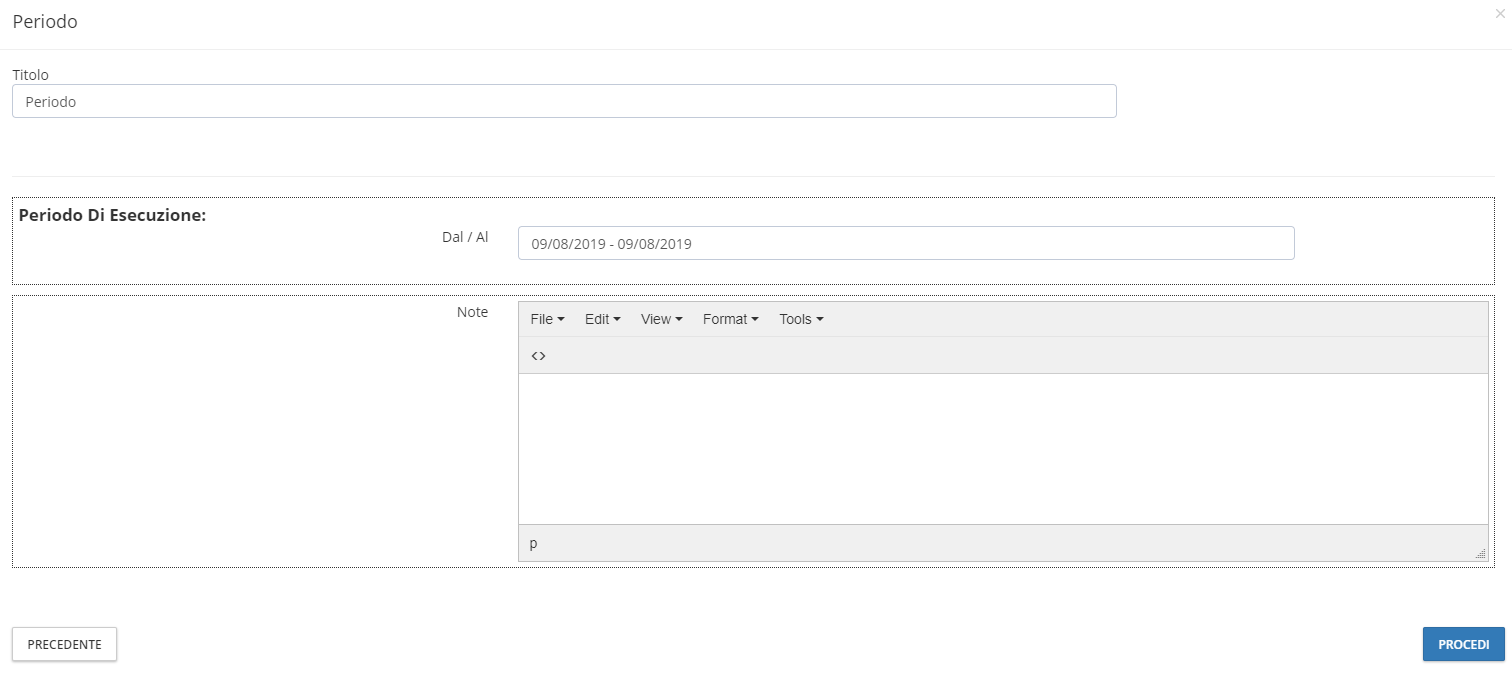 Periodo
×
Titolo
Periodo
Periodo Di Esecuzione:
Dal / Al
09/08/2019 - 09/08/2019
Note
File Edit View Format Tools
<>
p
PRECEDENTE
PROCEDI